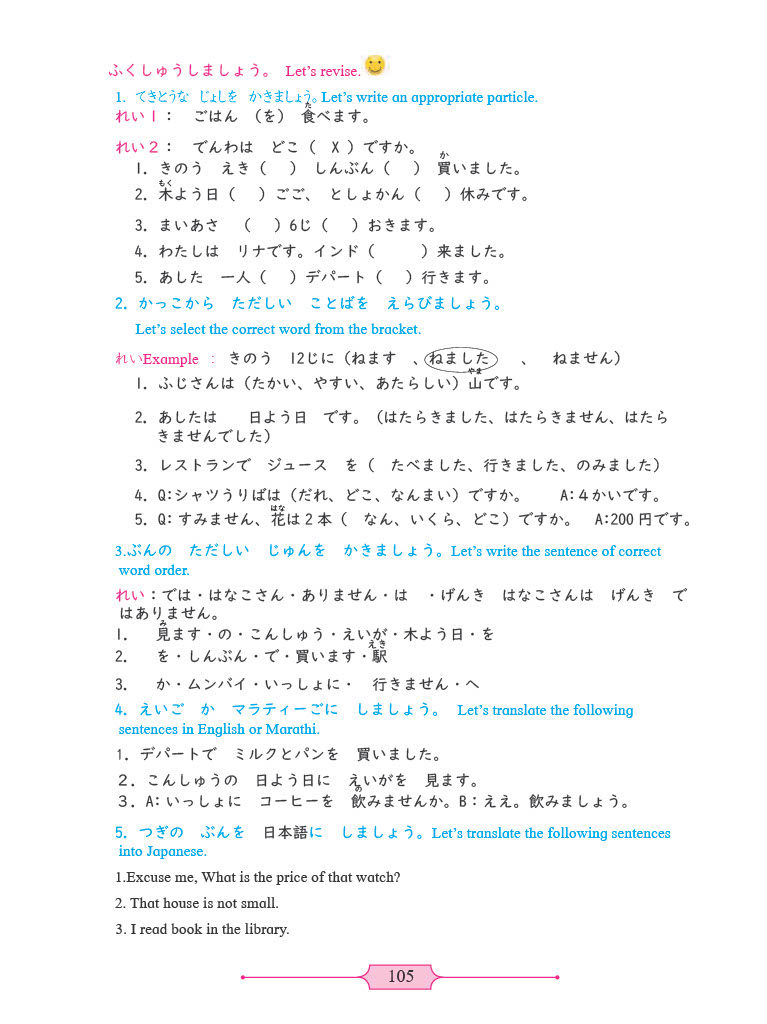 ふくしゅうしましょう。 Let's revise.
1. てきとうな じょしを かきましょう。Let's write an appropriate particle.
れい１： ごはん （を） 食べます。
れい２： でんわは どこ（ X ）ですか。
1. きのう えき（ ） しんぶん（ ） 買いました。
2. 木よう日（ ）ごご、 としょかん（ ）休みです。
3. まいあさ （ ）6じ（ ）おきます。
4. わたしは リナです。インド（ ）来ました。
5. あした 一人（ ）デパート（ ）行きます。
2. かっこから ただしい ことばを えらびましょう。
Let's select the correct word from the bracket.
れいExample : きのう 12じに（ねます 、ねました 、 ねません）
1. ふじさんは（たかい、やすい、あたらしい）山です。
2. あしたは 日よう日 です。（はたらきました、はたらきません、はたら
きませんでした）
3. レストランで ジュース を（ たべました、行きました、のみました）
4. Q:シャツうりばは（だれ、どこ、なんまい）ですか。 A:４かいです。
5. Q: すみません、花は２本（ なん、いくら、どこ）ですか。 A:200 円です。
3.ぶんの ただしい じゅんを かきましょう。Let's write the sentence of correct
word order.
れい：では・はなこさん・ありません・は ・げんき はなこさんは げんき で
はありません。
1. 見ます・の・こんしゅう・えいが・木よう日・を
2. を・しんぶん・で・買います・駅
3. か・ムンバイ・いっしょに・ 行きません・へ
4. えいご か マラティーごに しましょう。 Let's translate the following
sentences in English or Marathi.
1. デパートで ミルクとパンを 買いました。
２. こんしゅうの 日よう日に えいがを 見ます。
３. A: いっしょに コーヒーを 飲みませんか。B：ええ。飲みましょう。
5. つぎの ぶんを 日本語に しましょう。Let's translate the following sentences
into Japanese.
1.Excuse me, What is the price of that watch?
2. That house is not small.
3. I read book in the library.
105